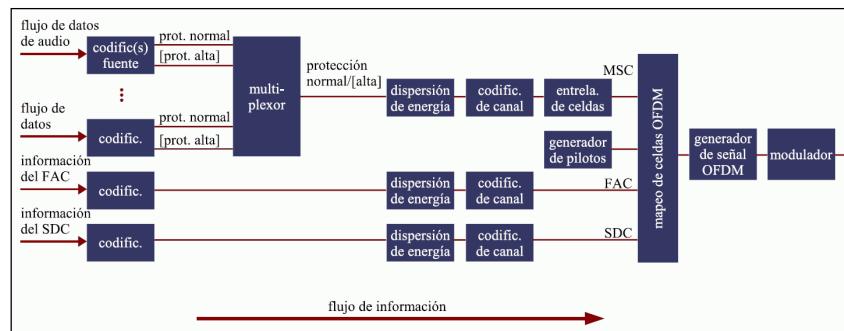 flujo de datos
de audio
codific(s)
fuente
prot. normal
[prot. alta]
multi-
plexor
protección
normal/[alta]
dispersión
de energía
codific.
de canal
entrela.
de celdas
MSC
flujo de
datos
codific.
prot. normal
[prot. alta]
generador
de pilotos
mapeo de celdas OFDM
generador
de señal
OFDM
modulador
información
del FAC
codific.
dispersión
de energía
codific.
de canal
FAC
información
del SDC
codific.
dispersión
de energía
codific.
de canal
SDC
flujo de información